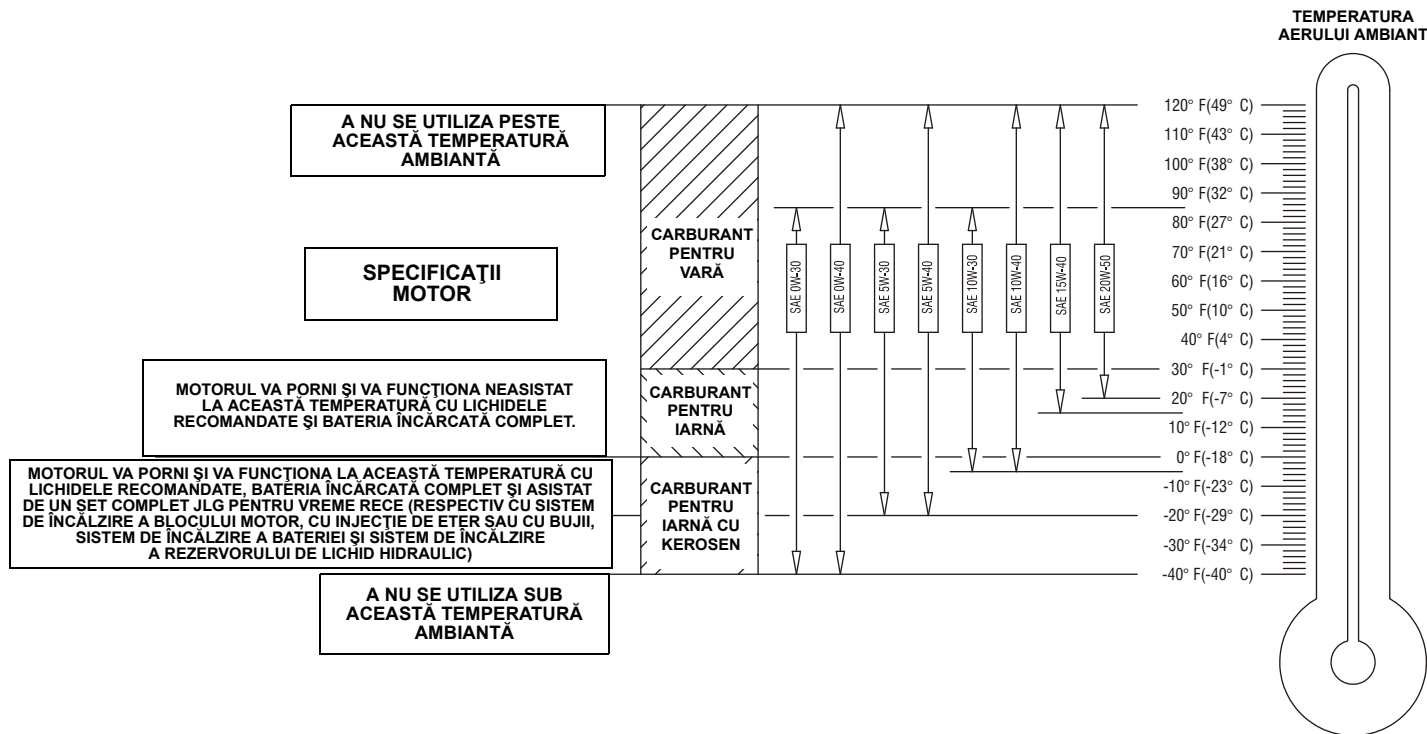 TEMPERATURA
AERULUI AMBIANT
A NU SE UTILIZA PESTE
ACEASTĂ TEMPERATURĂ
AMBIANTĂ
SPECIFICAŢII
MOTOR
MOTORUL VA PORNI ŞI VA FUNCŢIONA NEASISTAT
LA ACEASTĂ TEMPERATURĂ CU LICHIDELE
RECOMANDATE ŞI BATERIA ÎNCĂRCATĂ COMPLET.
MOTORUL VA PORNI ŞI VA FUNCŢIONA LA ACEASTĂ TEMPERATURĂ CU
LICHIDELE RECOMANDATE, BATERIA ÎNCĂRCATĂ COMPLET ŞI ASISTAT
DE UN SET COMPLET JLG PENTRU VREME RECE (RESPECTIV CU SISTEM
DE ÎNCĂLZIRE A BLOCULUI MOTOR, CU INJECŢIE DE ETER SAU CU BUJII,
SISTEM DE ÎNCĂLZIRE A BATERIEI ŞI SISTEM DE ÎNCĂLZIRE
A REZERVORULUI DE LICHID HIDRAULIC)
A NU SE UTILIZA SUB
ACEASTĂ TEMPERATURĂ
AMBIANTĂ
CARBURANT
PENTRU
VARĂ
CARBURANT
PENTRU
IARNĂ
CARBURANT
PENTRU
IARNĂ CU
KEROSEN
SAE 0W-30
SAE 0W-40
SAE 5W-30
SAE 5W-40
SAE 10W-30
SAE 10W-40
SAE 15W-40
SAE 20W-50
120° F(49° C)
110° F(43° C)
100° F(38° C)
90° F(32° C)
80° F(27° C)
70° F(21° C)
60° F(16° C)
50° F(10° C)
40° F(4° C)
30° F(-1° C)
20° F(-7° C)
10° F(-12° C)
0° F(-18° C)
-10° F(-23° C)
-20° F(-29° C)
-30° F(-34° C)
-40° F(-40° C)